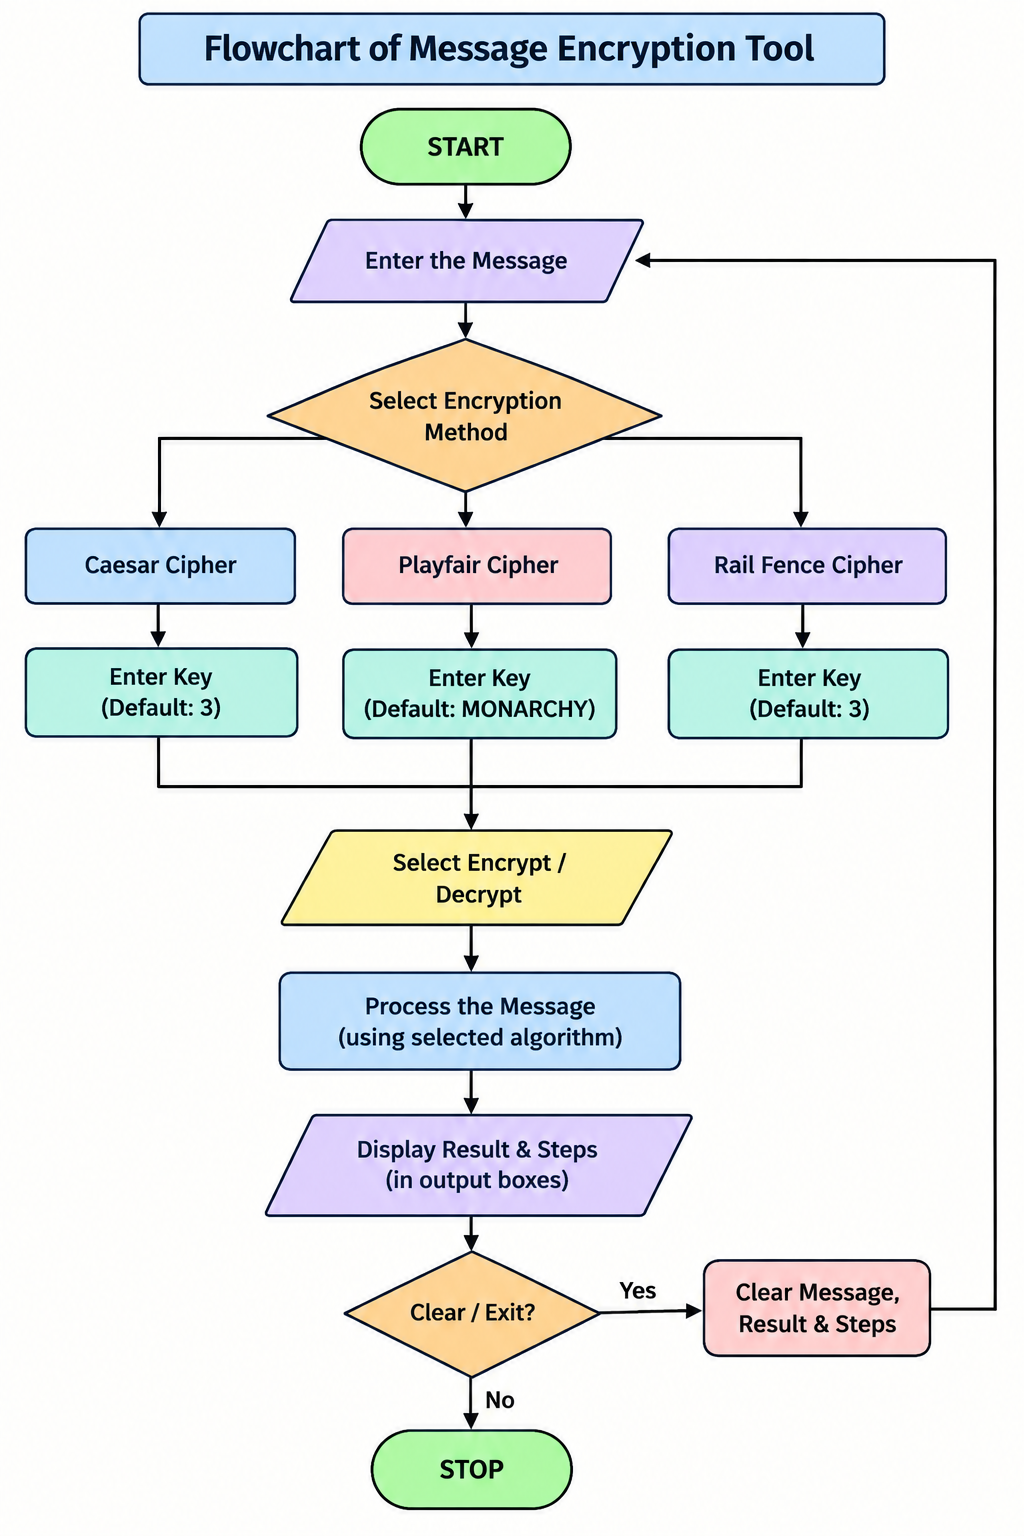 Flowchart of Message Encryption Tool
START
Enter the Message
Select Encryption
Method
Caesar Cipher
Playfair Cipher
Rail Fence Cipher
Enter Key
(Default: 3)
Enter Key
(Default: MONARCHY)
Enter Key
(Default: 3)
Select Encrypt /
Decrypt
Process the Message
(using selected algorithm)
Display Result & Steps
(in output boxes)
Clear / Exit?
Yes
Clear Message,
Result & Steps
No
STOP